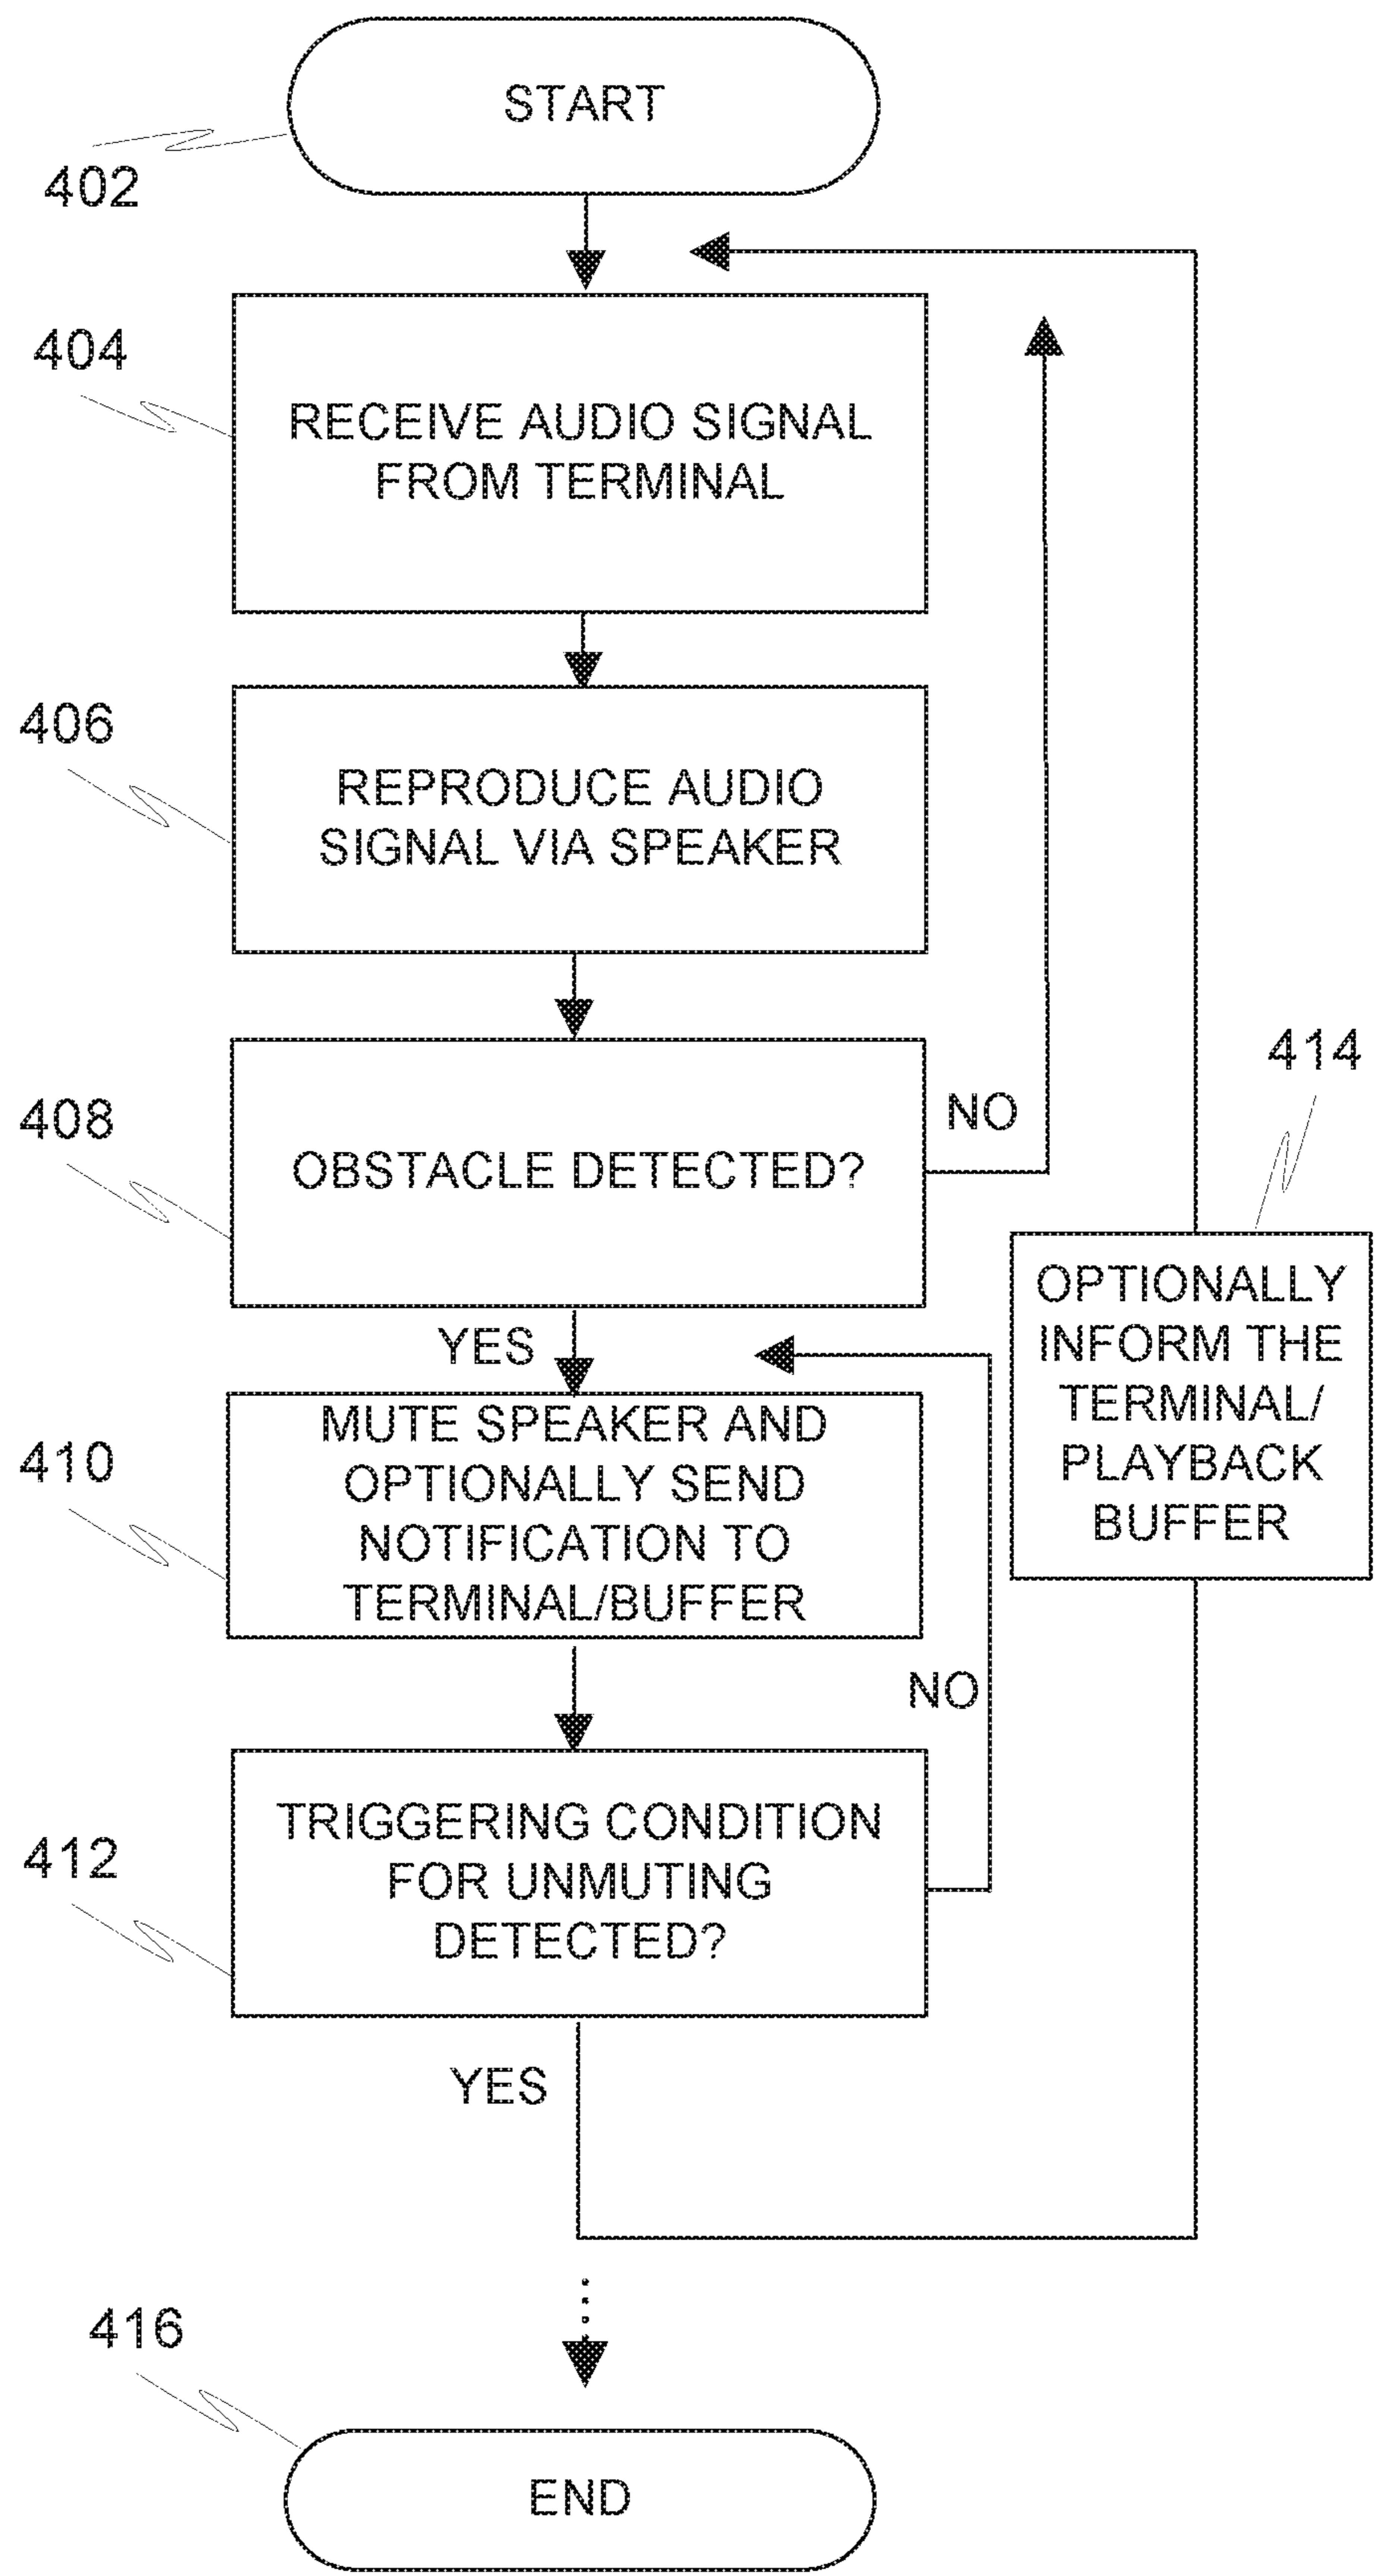 START
402
404
RECEIVE AUDIO SIGNAL
FROM TERMINAL
406
REPRODUCE AUDIO
SIGNAL VIA SPEAKER
408
OBSTACLE DETECTED?
NO
414
OPTIONALLY
INFORM THE
TERMINAL/
PLAYBACK
BUFFER
YES
410
MUTE SPEAKER AND
OPTIONALLY SEND
NOTIFICATION TO
TERMINAL/BUFFER
NO
412
TRIGGERING CONDITION
FOR UNMUTING
DETECTED?
YES
416
END